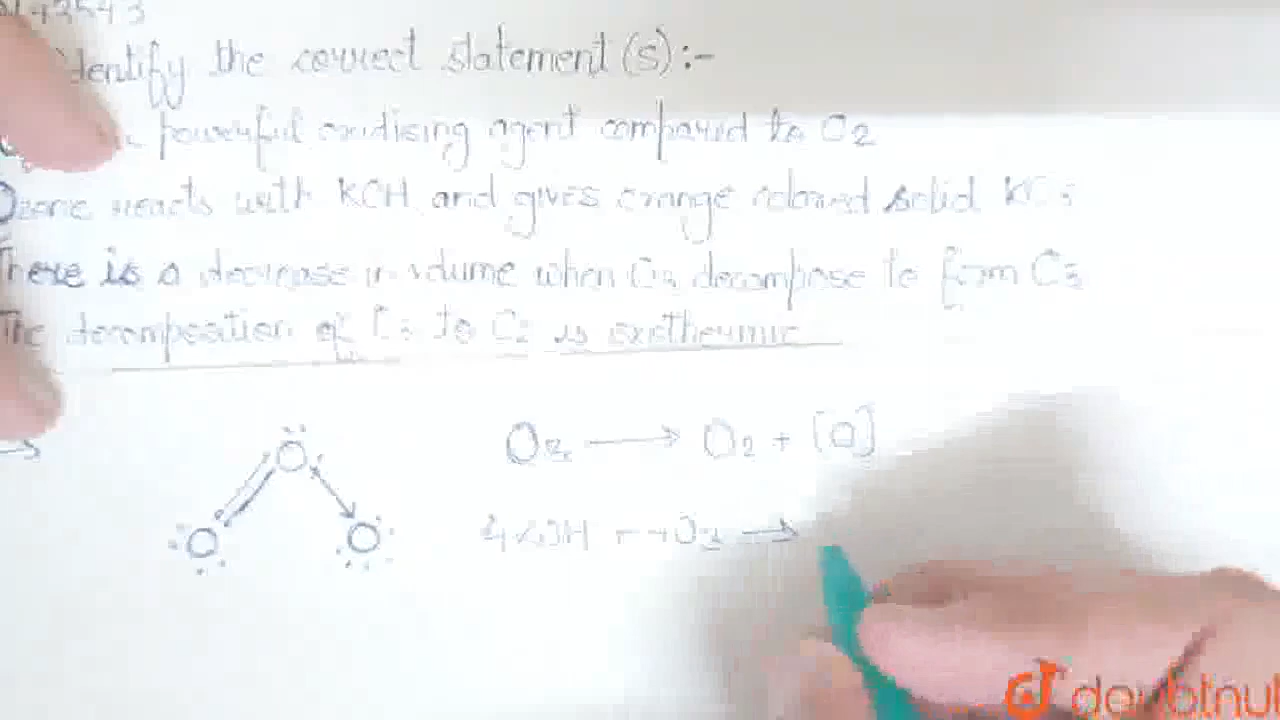 identify the correct statement (s):-
powerful oxidising agent compared to O2
Ozone reacts with KOH and gives orange colored solid KO3
There is a decrease in volume when O3 decompose to form O2
The decomposition of O3 to O2 is exothermic
O3 → O2 + [O]
O
O O
4KOH + 4O3 →
doubtnut